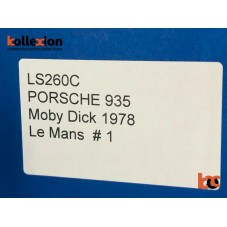 kollexion
LS260C
PORSCHE 935
Moby Dick 1978
Le Mans # 1